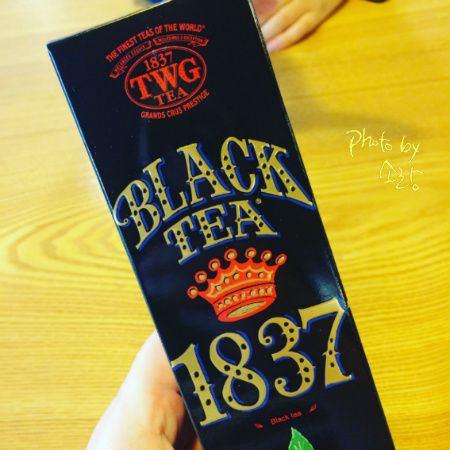 THE FINEST TEAS OF THE WORLD®
1837
TWG
TEA
GRANDS CRUS PRESTIGE
BLACK
TEA
1837
Black tea
Photo by